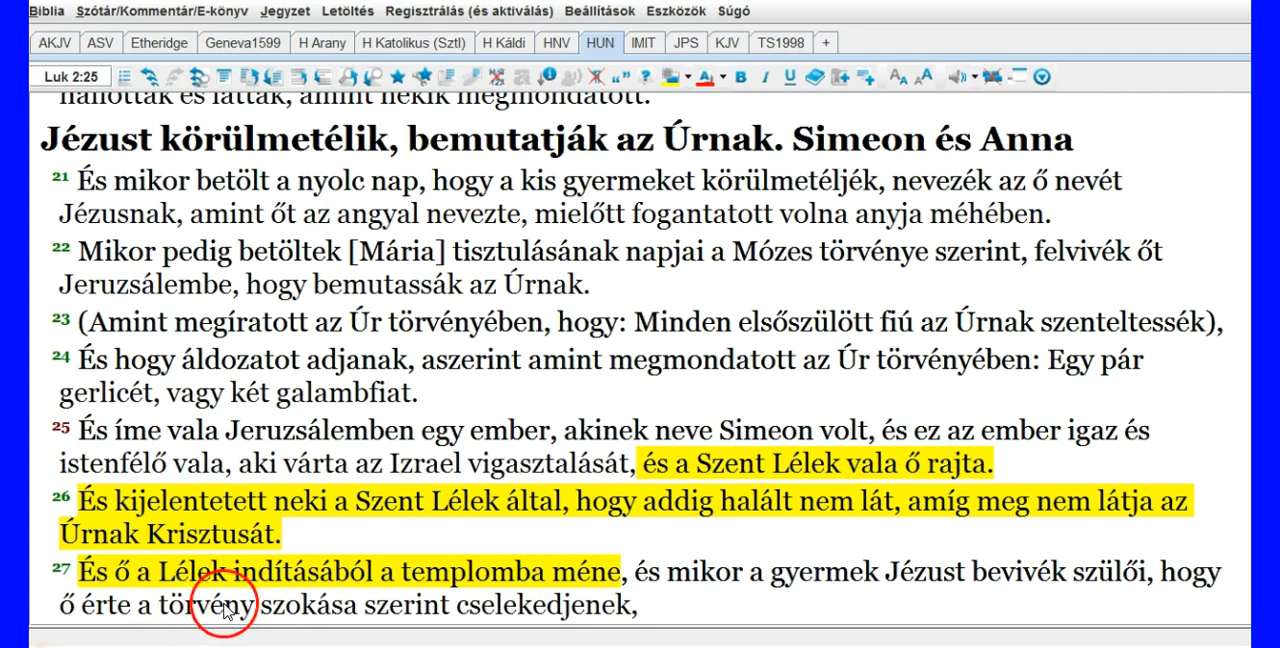 Biblia Szótár/Kommentár/E-könyv Jegyzet Letöltés Regisztrálás (és aktiválás) Beállítások Eszközök Súgó
AKJV ASV Etheridge Geneva1599 H Arany H Katolikus (Sztl) H Káldi HNV HUN IMIT JPS KJV TS1998 +
Luk 2:25
hallottak és láttak, amint nekik megmondatott.
Jézust körülmetélik, bemutatják az Úrnak. Simeon és Anna
21 És mikor betölt a nyolc nap, hogy a kis gyermeket körülmetéljék, nevezék az ő nevét
Jézusnak, amint őt az angyal nevezte, mielőtt fogantatott volna anyja méhében.
22 Mikor pedig betöltek [Mária] tisztulásának napjai a Mózes törvénye szerint, felvivék őt
Jeruzsálembe, hogy bemutassák az Úrnak.
23 (Amint megíratott az Úr törvényében, hogy: Minden elsőszülött fiú az Úrnak szenteltessék),
24 És hogy áldozatot adjanak, aszerint amint megmondatott az Úr törvényében: Egy pár
gerlicét, vagy két galambfiat.
25 És íme vala Jeruzsálemben egy ember, akinek neve Simeon volt, és ez az ember igaz és
istenfélő vala, aki várta az Izrael vigasztalását, és a Szent Lélek vala ő rajta.
26 És kijelentetett neki a Szent Lélek által, hogy addig halált nem lát, amíg meg nem látja az
Úrnak Krisztusát.
27 És ő a Lélek indításából a templomba méne, és mikor a gyermek Jézust bevivék szülői, hogy
ő érte a törvény szokása szerint cselekedjenek,